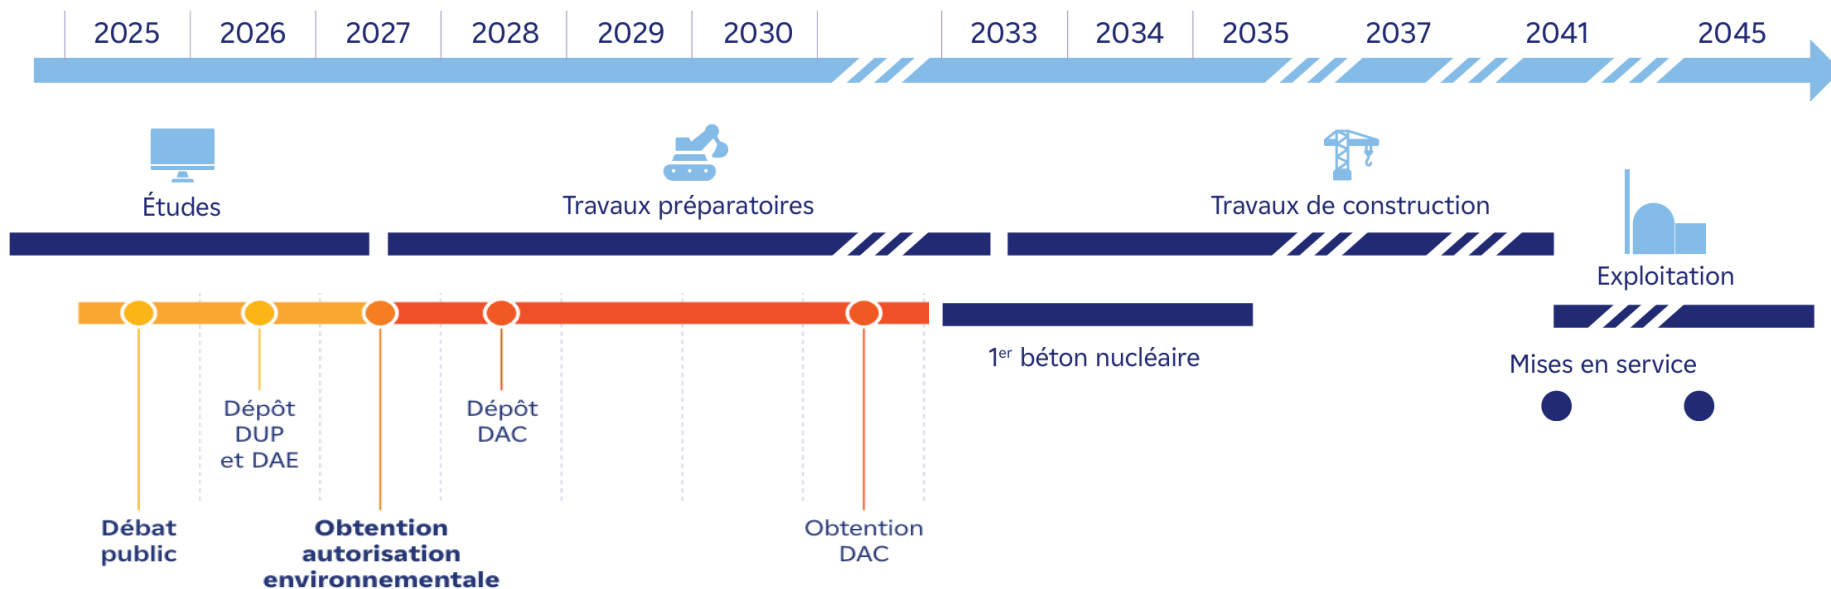 2025 2026 2027 2028 2029 2030 2033 2034 2035 2037 2041 2045
Études
Travaux préparatoires
Travaux de construction
Exploitation
1er béton nucléaire
Mises en service
Dépôt
DUP
et DAE
Dépôt
DAC
Débat
public
Obtention
autorisation
environnementale
Obtention
DAC